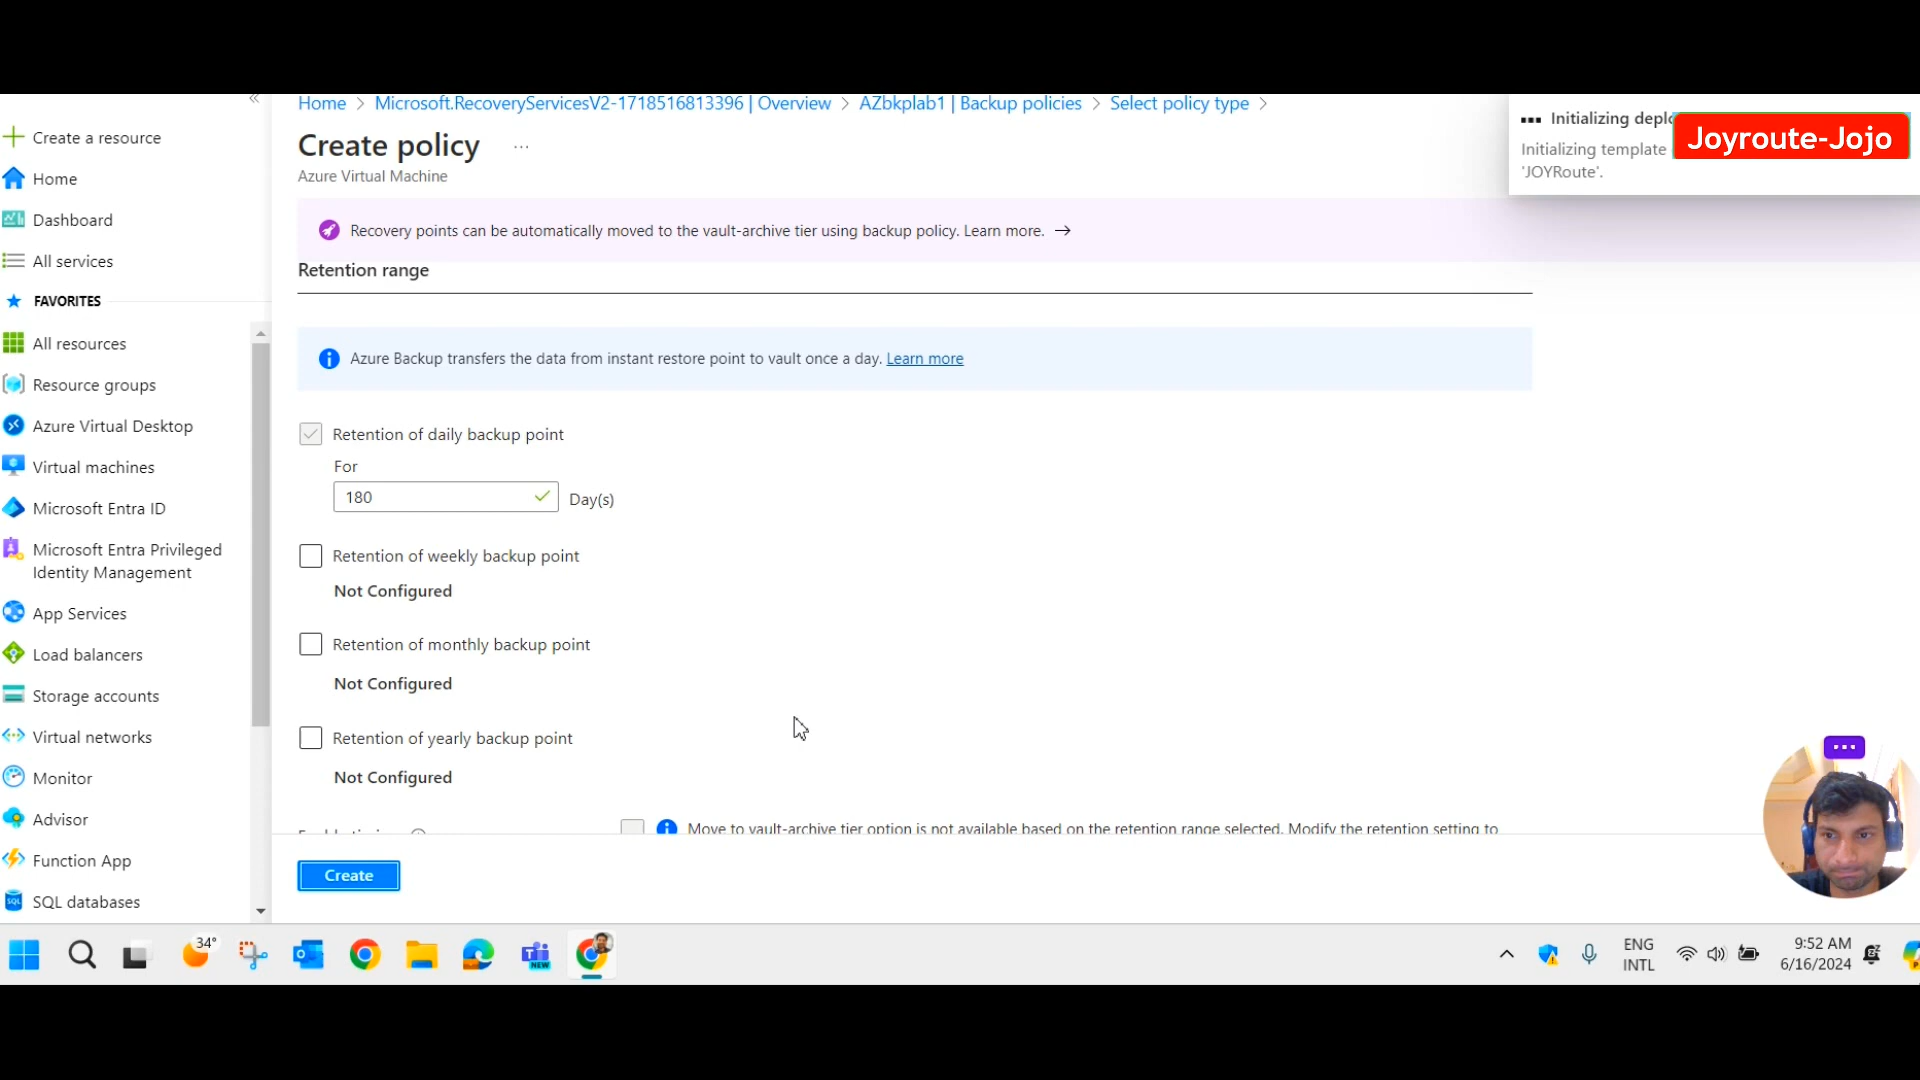 Home > Microsoft.RecoveryServicesV2-1718516813396 | Overview > AZbkplab1 | Backup policies > Select policy type >
Create policy ...
Azure Virtual Machine
Initializing deplo
Initializing template
'JOYRoute'.
Joyroute-Jojo
Create a resource
Home
Dashboard
All services
FAVORITES
All resources
Resource groups
Azure Virtual Desktop
Virtual machines
Microsoft Entra ID
Microsoft Entra Privileged
Identity Management
App Services
Load balancers
Storage accounts
Virtual networks
Monitor
Advisor
Function App
SQL databases
Recovery points can be automatically moved to the vault-archive tier using backup policy. Learn more. →
Retention range
Azure Backup transfers the data from instant restore point to vault once a day. Learn more
Retention of daily backup point
For
180
Day(s)
Retention of weekly backup point
Not Configured
Retention of monthly backup point
Not Configured
Retention of yearly backup point
Not Configured
Move to vault-archive tier option is not available based on the retention range selected. Modify the retention setting to
Create
34°
NEW
ENG
INTL
9:52 AM
6/16/2024